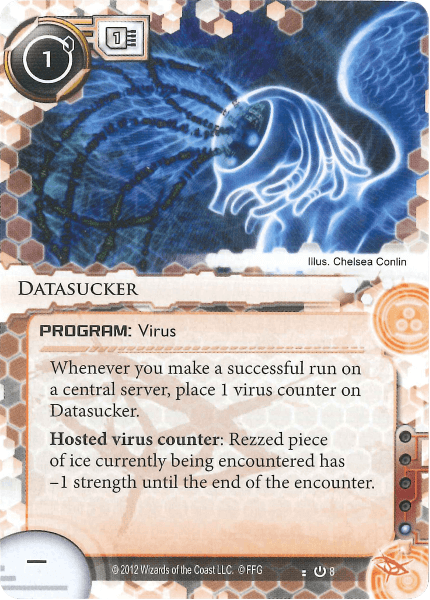 1
1
Illus. Chelsea Conlin
DATASUCKER
PROGRAM: Virus
Whenever you make a successful run on
a central server, place 1 virus counter on
Datasucker.
Hosted virus counter: Rezzed piece
of ice currently being encountered has
–1 strength until the end of the encounter.
—
© 2012 Wizards of the Coast LLC. © FFG
8